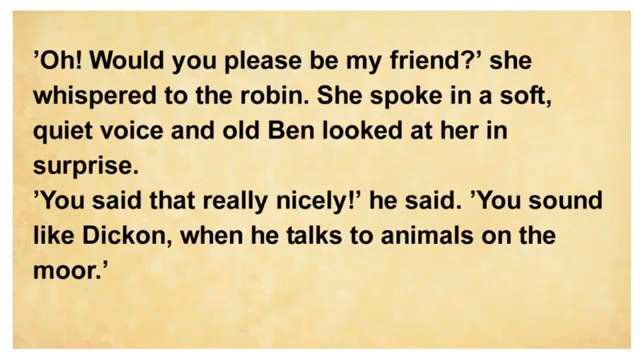 ’Oh! Would you please be my friend?’ she
whispered to the robin. She spoke in a soft,
quiet voice and old Ben looked at her in
surprise.
’You said that really nicely!’ he said. ’You sound
like Dickon, when he talks to animals on the
moor.’